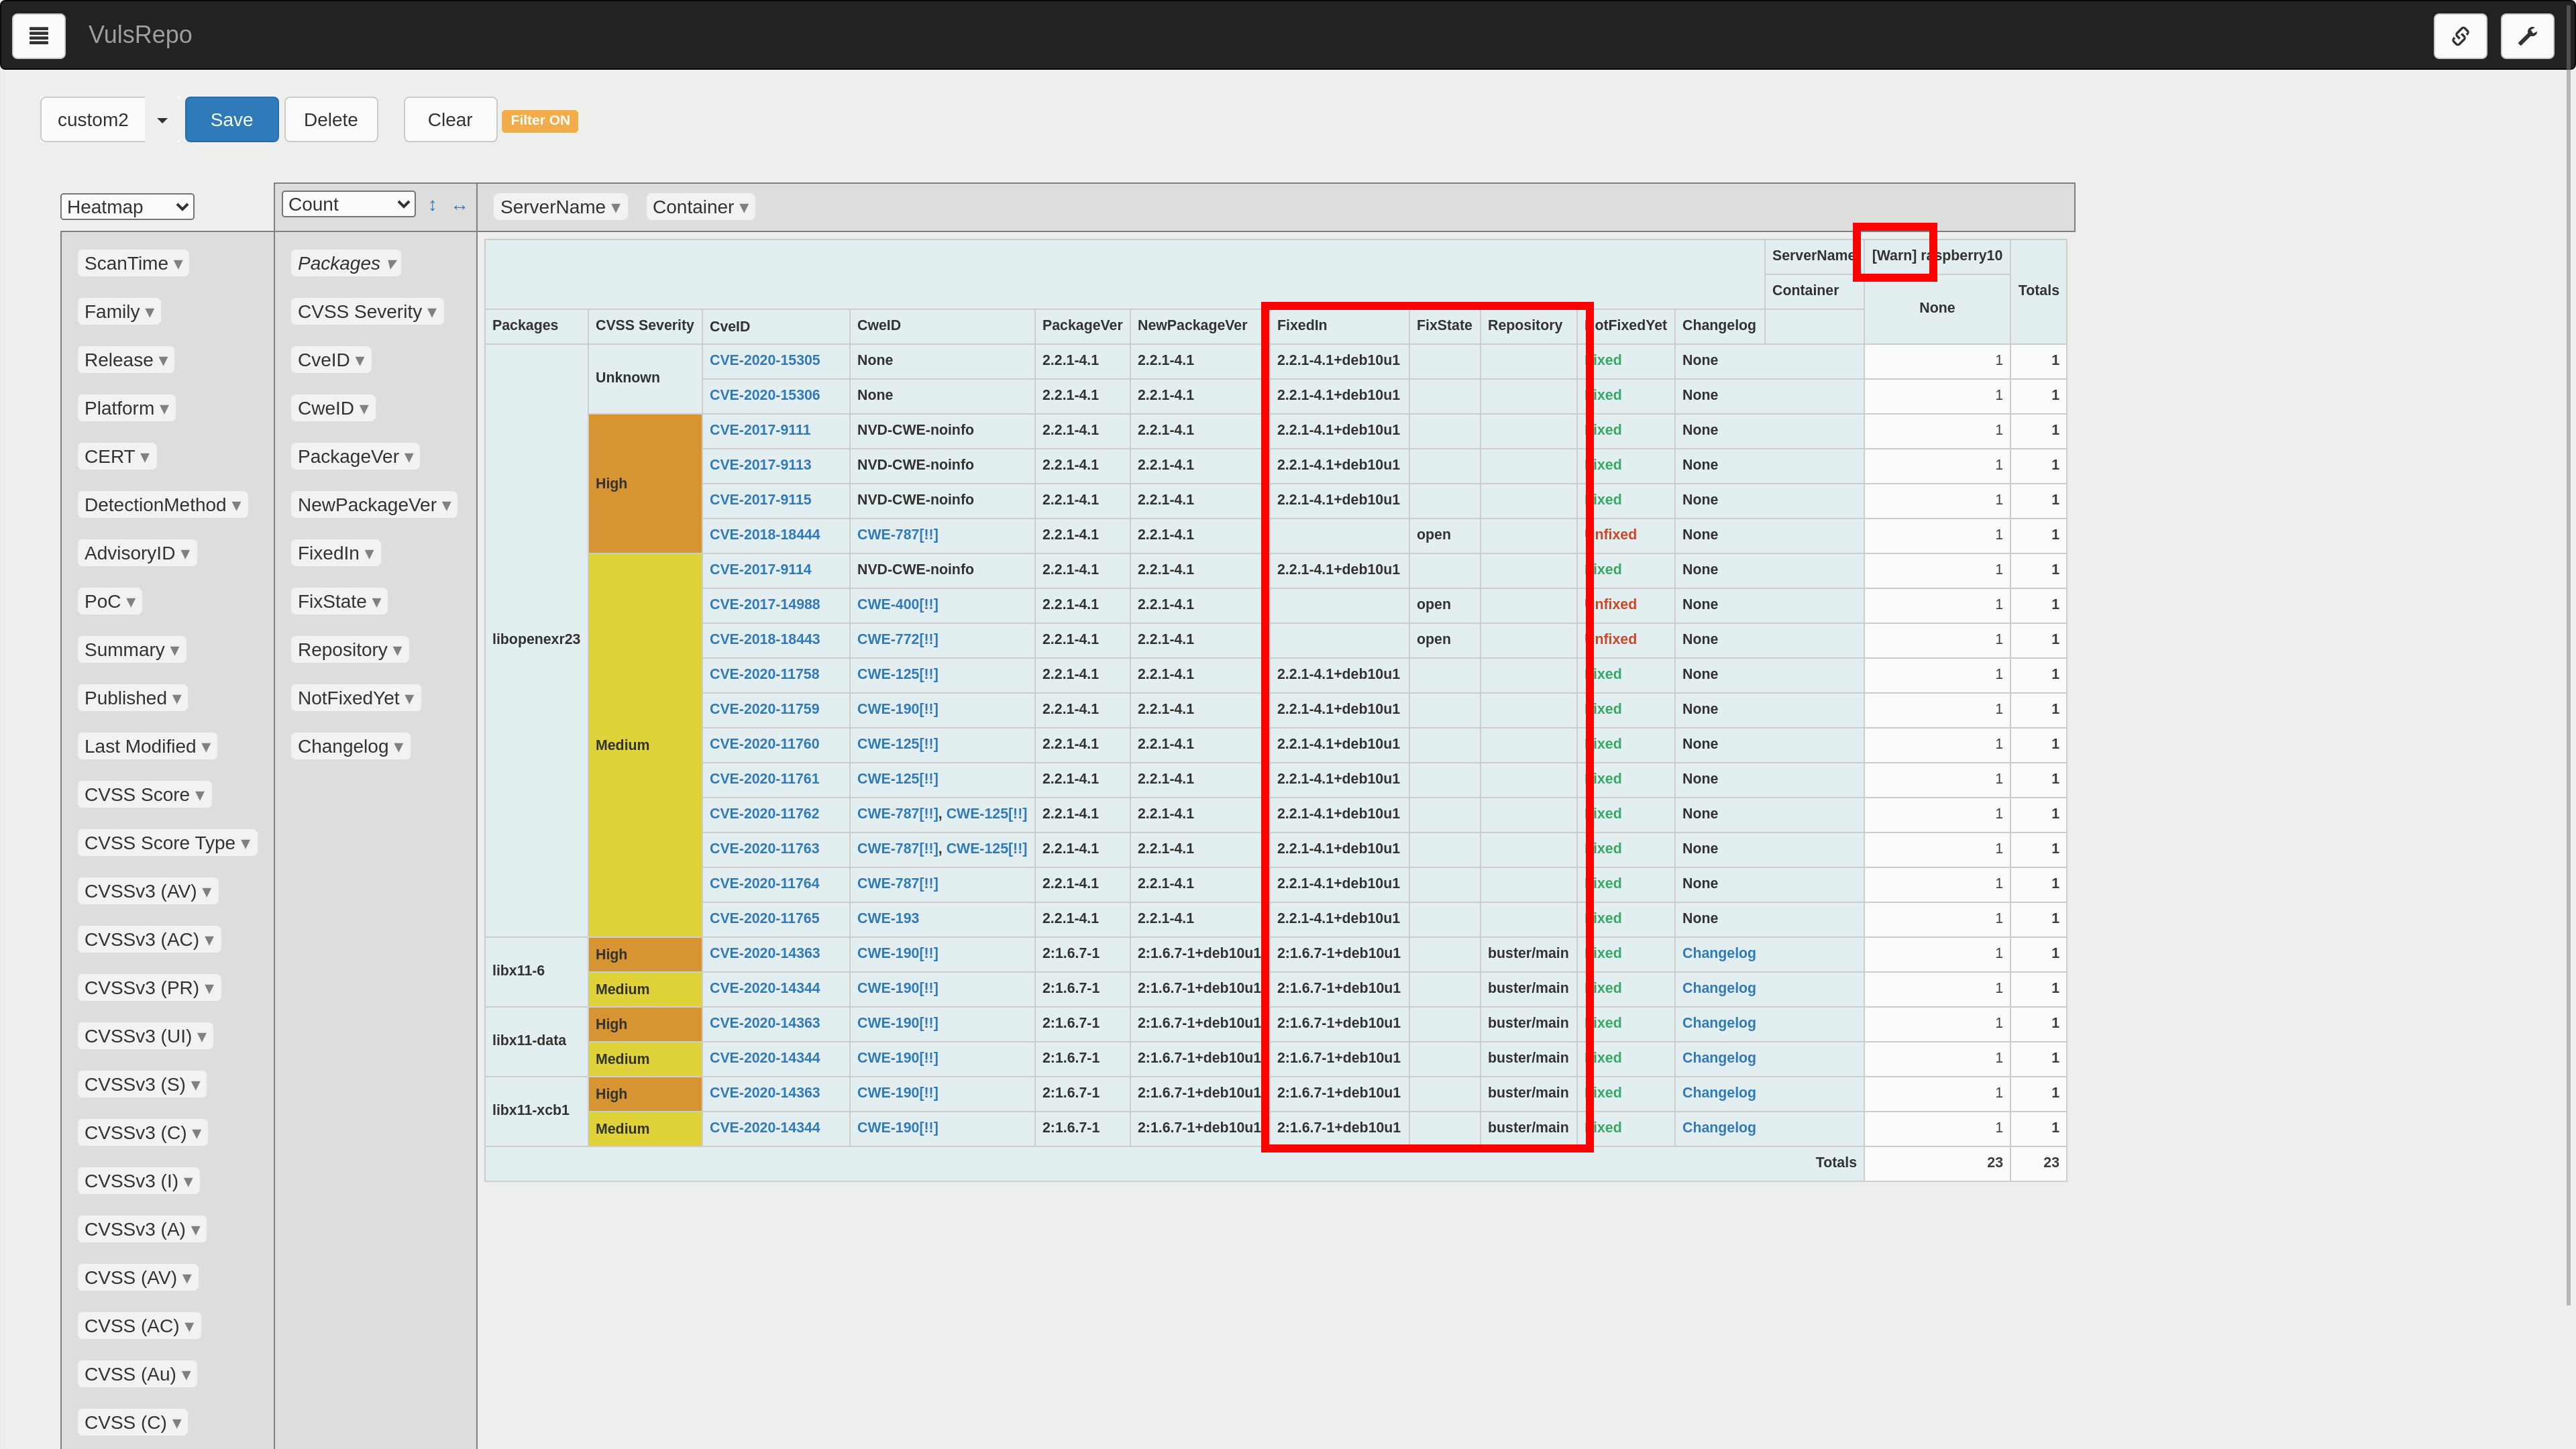 VulsRepo
custom2 Save Delete Clear Filter ON
Heatmap Count ↕ ↔ ServerName ▾ Container ▾
ScanTime ▾
Family ▾
Release ▾
Platform ▾
CERT ▾
DetectionMethod ▾
AdvisoryID ▾
PoC ▾
Summary ▾
Published ▾
Last Modified ▾
CVSS Score ▾
CVSS Score Type ▾
CVSSv3 (AV) ▾
CVSSv3 (AC) ▾
CVSSv3 (PR) ▾
CVSSv3 (UI) ▾
CVSSv3 (S) ▾
CVSSv3 (C) ▾
CVSSv3 (I) ▾
CVSSv3 (A) ▾
CVSS (AV) ▾
CVSS (AC) ▾
CVSS (Au) ▾
CVSS (C) ▾
Packages ▾
CVSS Severity ▾
CveID ▾
CweID ▾
PackageVer ▾
NewPackageVer ▾
FixedIn ▾
FixState ▾
Repository ▾
NotFixedYet ▾
Changelog ▾
ServerName [Warn] raspberry10 Totals
Container None
Packages CVSS Severity CveID CweID PackageVer NewPackageVer FixedIn FixState Repository NotFixedYet Changelog
libopenexr23 Unknown CVE-2020-15305 None 2.2.1-4.1 2.2.1-4.1 2.2.1-4.1+deb10u1 Fixed None 1 1
CVE-2020-15306 None 2.2.1-4.1 2.2.1-4.1 2.2.1-4.1+deb10u1 Fixed None 1 1
High CVE-2017-9111 NVD-CWE-noinfo 2.2.1-4.1 2.2.1-4.1 2.2.1-4.1+deb10u1 Fixed None 1 1
CVE-2017-9113 NVD-CWE-noinfo 2.2.1-4.1 2.2.1-4.1 2.2.1-4.1+deb10u1 Fixed None 1 1
CVE-2017-9115 NVD-CWE-noinfo 2.2.1-4.1 2.2.1-4.1 2.2.1-4.1+deb10u1 Fixed None 1 1
CVE-2018-18444 CWE-787[!!] 2.2.1-4.1 2.2.1-4.1 open Unfixed None 1 1
Medium CVE-2017-9114 NVD-CWE-noinfo 2.2.1-4.1 2.2.1-4.1 2.2.1-4.1+deb10u1 Fixed None 1 1
CVE-2017-14988 CWE-400[!!] 2.2.1-4.1 2.2.1-4.1 open Unfixed None 1 1
CVE-2018-18443 CWE-772[!!] 2.2.1-4.1 2.2.1-4.1 open Unfixed None 1 1
CVE-2020-11758 CWE-125[!!] 2.2.1-4.1 2.2.1-4.1 2.2.1-4.1+deb10u1 Fixed None 1 1
CVE-2020-11759 CWE-190[!!] 2.2.1-4.1 2.2.1-4.1 2.2.1-4.1+deb10u1 Fixed None 1 1
CVE-2020-11760 CWE-125[!!] 2.2.1-4.1 2.2.1-4.1 2.2.1-4.1+deb10u1 Fixed None 1 1
CVE-2020-11761 CWE-125[!!] 2.2.1-4.1 2.2.1-4.1 2.2.1-4.1+deb10u1 Fixed None 1 1
CVE-2020-11762 CWE-787[!!], CWE-125[!!] 2.2.1-4.1 2.2.1-4.1 2.2.1-4.1+deb10u1 Fixed None 1 1
CVE-2020-11763 CWE-787[!!], CWE-125[!!] 2.2.1-4.1 2.2.1-4.1 2.2.1-4.1+deb10u1 Fixed None 1 1
CVE-2020-11764 CWE-787[!!] 2.2.1-4.1 2.2.1-4.1 2.2.1-4.1+deb10u1 Fixed None 1 1
CVE-2020-11765 CWE-193 2.2.1-4.1 2.2.1-4.1 2.2.1-4.1+deb10u1 Fixed None 1 1
libx11-6 High CVE-2020-14363 CWE-190[!!] 2:1.6.7-1 2:1.6.7-1+deb10u1 2:1.6.7-1+deb10u1 buster/main Fixed Changelog 1 1
Medium CVE-2020-14344 CWE-190[!!] 2:1.6.7-1 2:1.6.7-1+deb10u1 2:1.6.7-1+deb10u1 buster/main Fixed Changelog 1 1
libx11-data High CVE-2020-14363 CWE-190[!!] 2:1.6.7-1 2:1.6.7-1+deb10u1 2:1.6.7-1+deb10u1 buster/main Fixed Changelog 1 1
Medium CVE-2020-14344 CWE-190[!!] 2:1.6.7-1 2:1.6.7-1+deb10u1 2:1.6.7-1+deb10u1 buster/main Fixed Changelog 1 1
libx11-xcb1 High CVE-2020-14363 CWE-190[!!] 2:1.6.7-1 2:1.6.7-1+deb10u1 2:1.6.7-1+deb10u1 buster/main Fixed Changelog 1 1
Medium CVE-2020-14344 CWE-190[!!] 2:1.6.7-1 2:1.6.7-1+deb10u1 2:1.6.7-1+deb10u1 buster/main Fixed Changelog 1 1
Totals 23 23